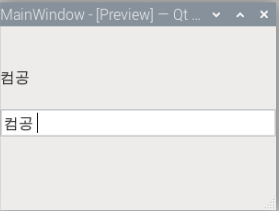 MainWindow - [Preview] — Qt ...
컴공
컴공